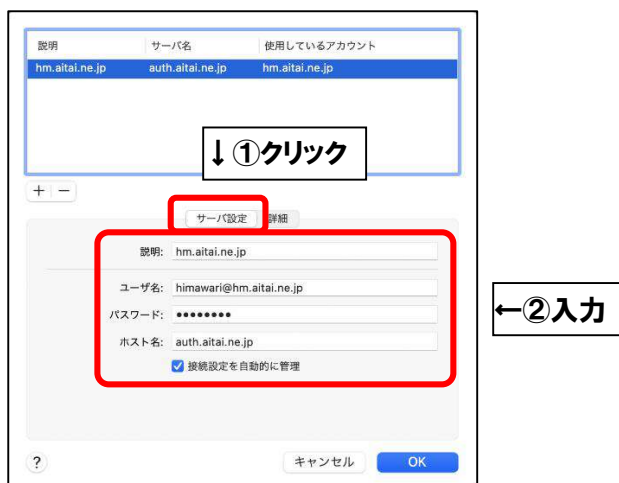 説明 サーバ名 使用しているアカウント
hm.aitai.ne.jp auth.aitai.ne.jp hm.aitai.ne.jp
↓①クリック
+ −
サーバ設定 詳細
説明: hm.aitai.ne.jp
ユーザ名: himawari@hm.aitai.ne.jp
←②入力
パスワード: ●●●●●●●●
ホスト名: auth.aitai.ne.jp
接続設定を自動的に管理
? キャンセル OK